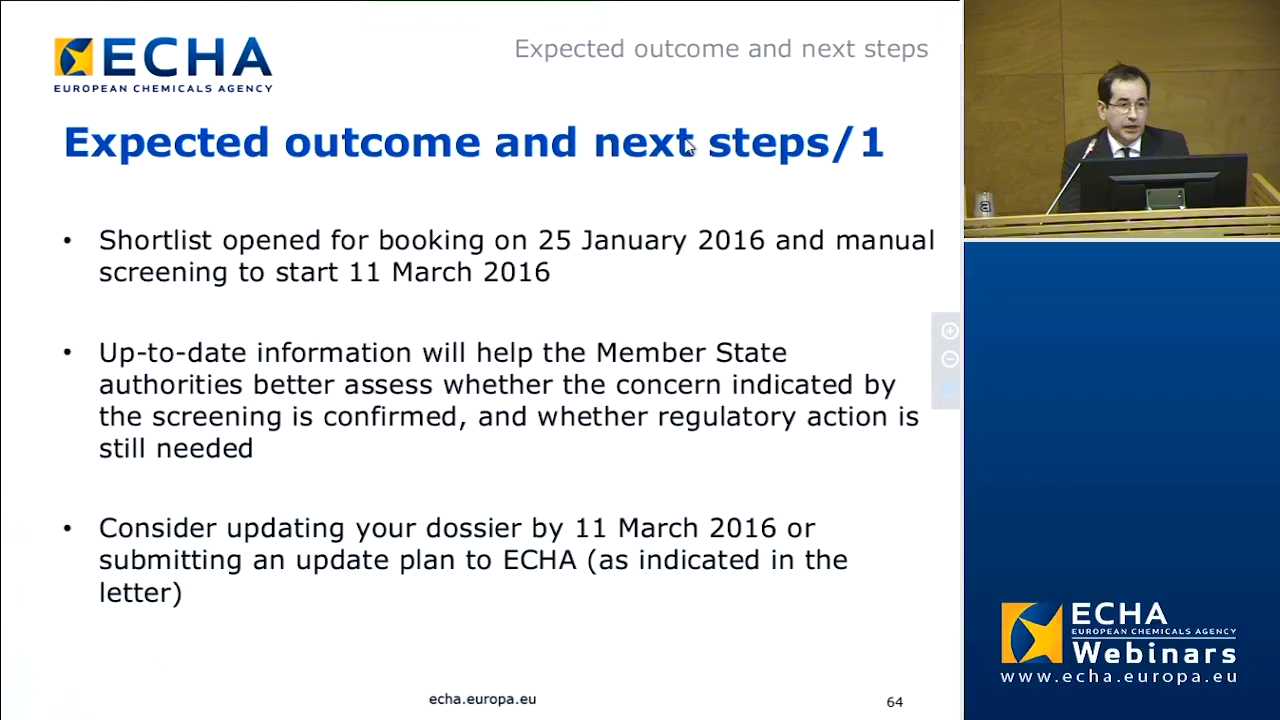 ECHA
EUROPEAN CHEMICALS AGENCY
Expected outcome and next steps
Expected outcome and next steps/1
• Shortlist opened for booking on 25 January 2016 and manual
screening to start 11 March 2016
• Up-to-date information will help the Member State
authorities better assess whether the concern indicated by
the screening is confirmed, and whether regulatory action is
still needed
• Consider updating your dossier by 11 March 2016 or
submitting an update plan to ECHA (as indicated in the
letter)
echa.europa.eu
64
ECHA
EUROPEAN CHEMICALS AGENCY
Webinars
www.echa.europa.eu